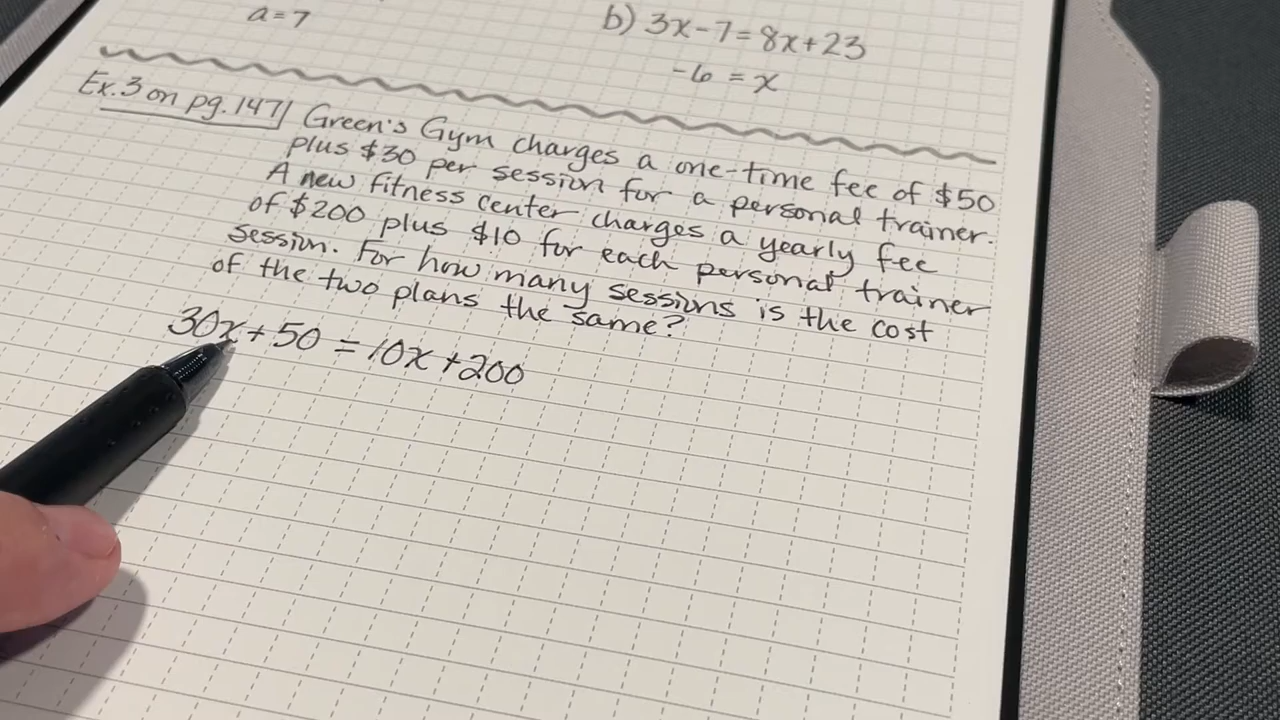 a = 7
b) 3x - 7 = 8x + 23
-6 = x
Ex. 3 on pg. 147 Green's Gym charges a one-time fee of $50
plus $30 per session for a personal trainer.
A new fitness center charges a yearly fee
of $200 plus $10 for each personal trainer
session. For how many sessions is the cost
of the two plans the same?
30x + 50 = 10x + 200